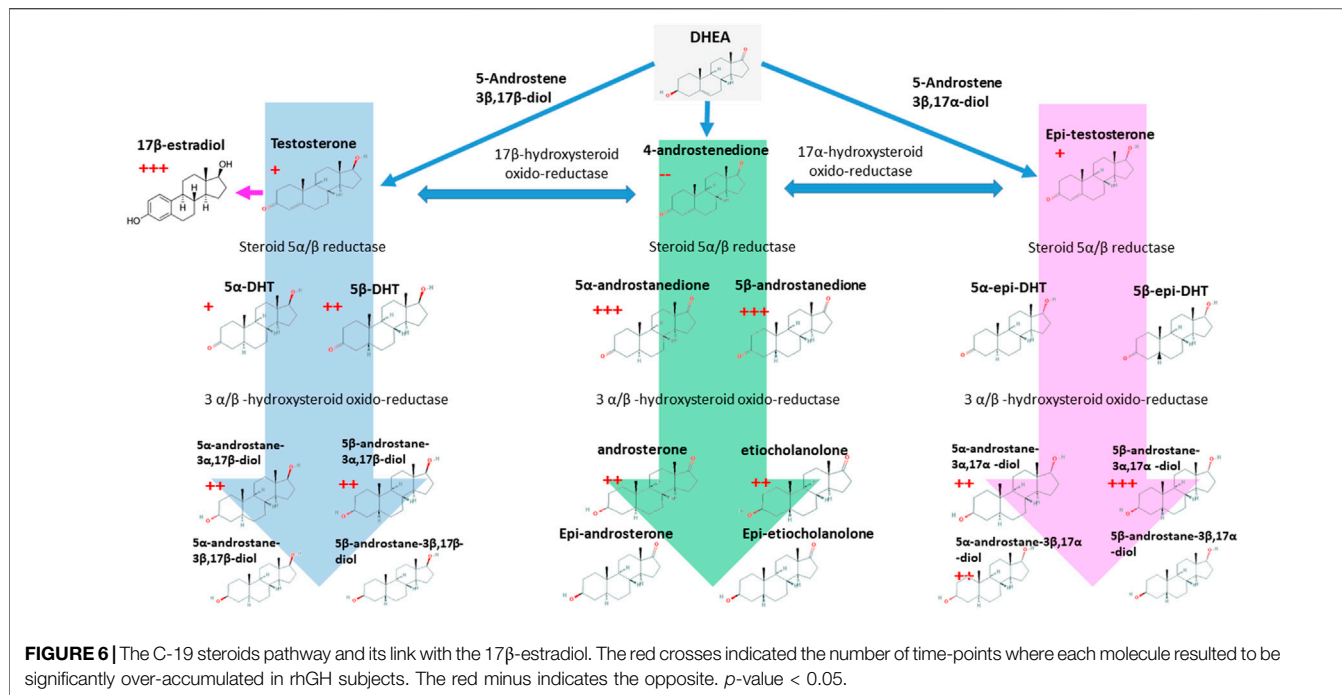 DHEA
5-Androstene
3β,17β-diol
5-Androstene
3β,17α-diol
17β-estradiol
+++
Testosterone
+
17β-hydroxysteroid
oxido-reductase
4-androstenedione
--
17α-hydroxysteroid
oxido-reductase
Epi-testosterone
+
Steroid 5α/β reductase
Steroid 5α/β reductase
Steroid 5α/β reductase
5α-DHT
+
5β-DHT
++
5α-androstanedione
+++
5β-androstanedione
+++
5α-epi-DHT
5β-epi-DHT
3 α/β -hydroxysteroid oxido-reductase
3 α/β -hydroxysteroid oxido-reductase
3 α/β -hydroxysteroid oxido-reductase
5α-androstane-
3α,17β-diol
++
5β-androstane-
3α,17β-diol
++
androsterone
++
etiocholanolone
++
5α-androstane-
3α,17α -diol
++
5β-androstane-
3α,17α -diol
+++
5α-androstane-
3β,17β-diol
5β-androstane-3β,17β-
diol
Epi-androsterone
Epi-etiocholanolone
5α-androstane-3β,17α
-diol
++
5β-androstane-3β,17α
-diol
FIGURE 6 | The C-19 steroids pathway and its link with the 17β-estradiol. The red crosses indicated the number of time-points where each molecule resulted to be
significantly over-accumulated in rhGH subjects. The red minus indicates the opposite. p-value < 0.05.